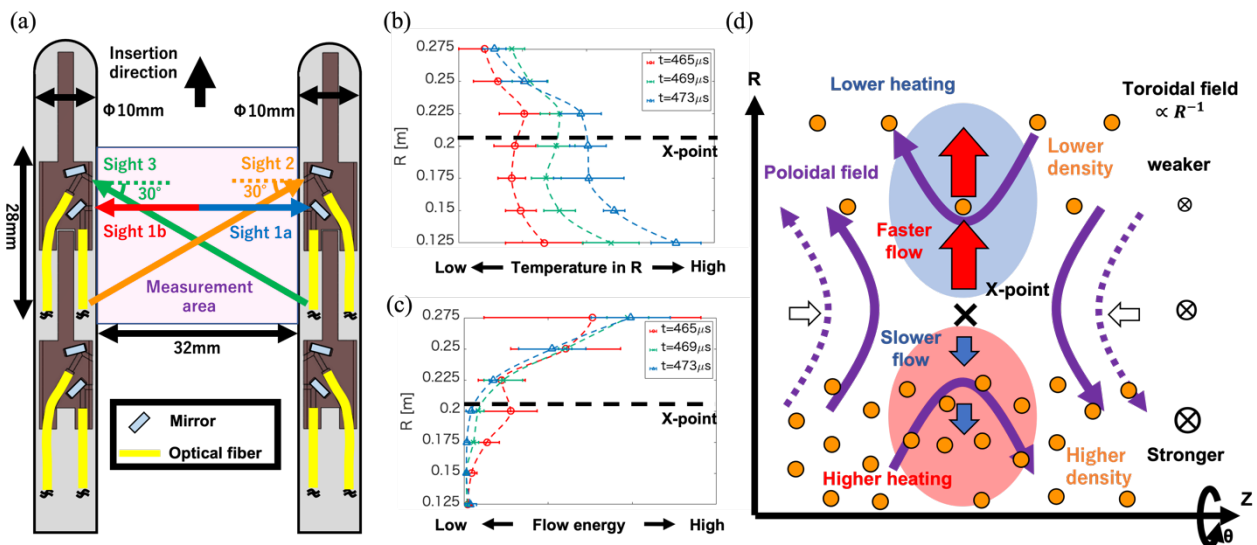 (a)
Insertion
direction
Φ10mm
Φ10mm
Sight 3
Sight 2
30°
30°
Sight 1b
Sight 1a
28mm
Measurement
area
32mm
Mirror
Optical fiber
(b)
0.275
0.25
0.225
0.2
0.175
0.15
0.125
R [m]
t=465μs
t=469μs
t=473μs
X-point
Low
Temperature in R
High
(c)
0.275
0.25
0.225
0.2
0.175
0.15
0.125
R [m]
t=465μs
t=469μs
t=473μs
X-point
Low
Flow energy
High
(d)
R
Lower heating
Toroidal field
∝ R⁻¹
Lower
density
weaker
Poloidal field
Faster
flow
X-point
Slower
flow
Higher heating
Higher
density
Stronger
Z
θ